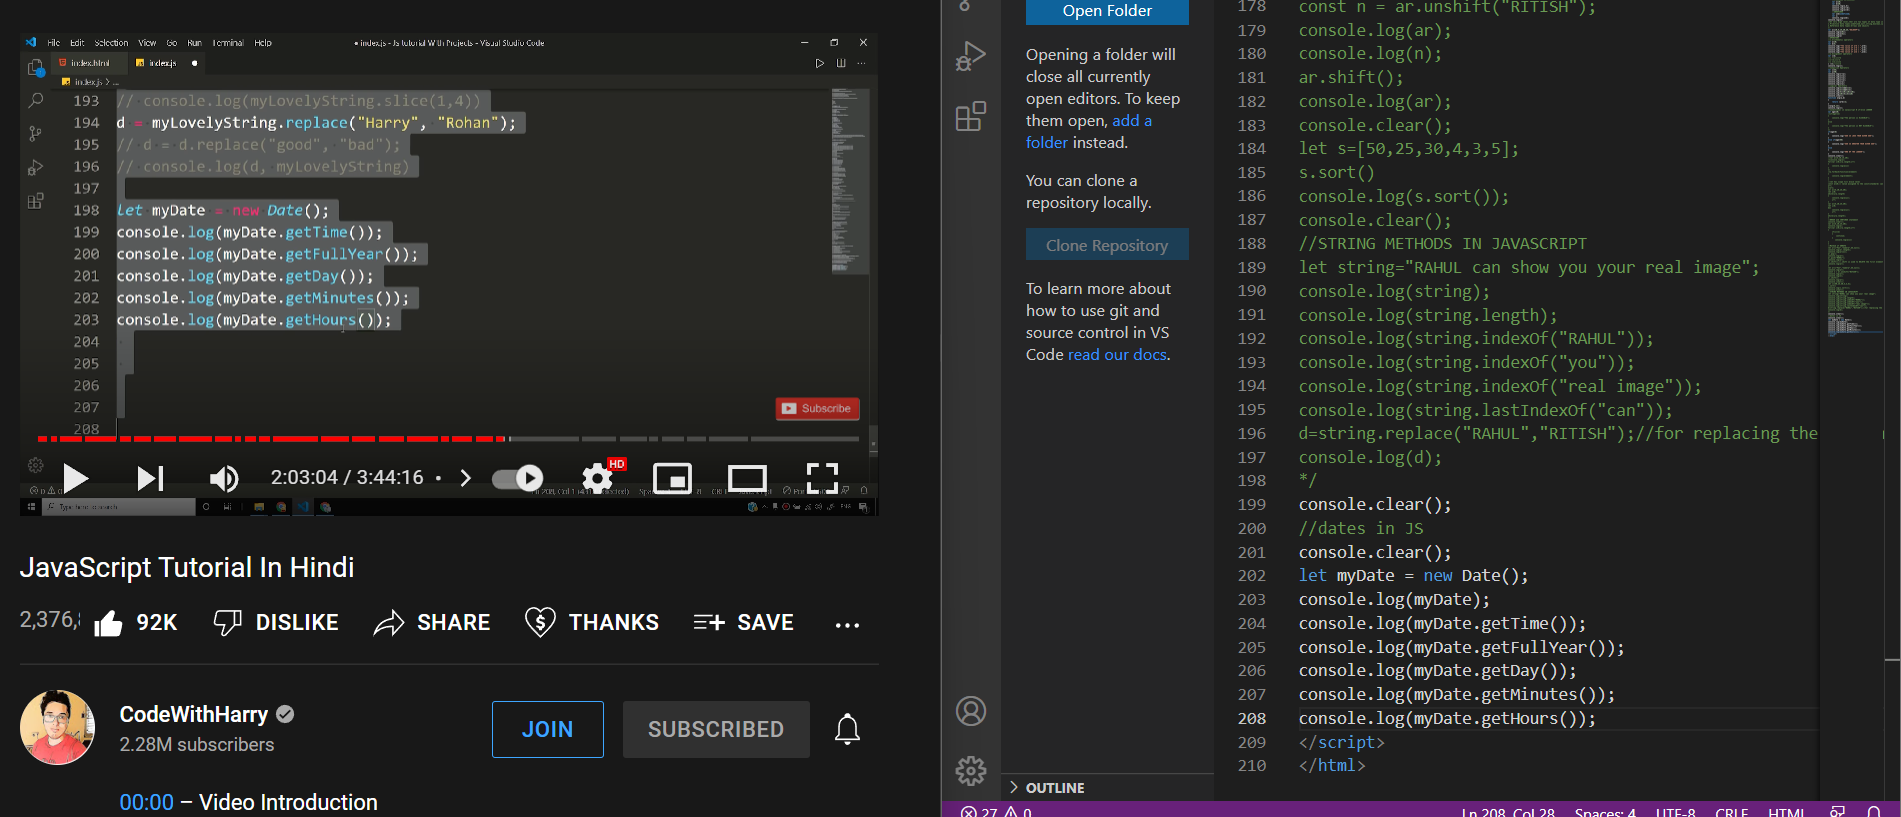 File Edit Selection View Go Run Terminal Help
● index.js - Js tutorial With Projects - Visual Studio Code
index.html
index.js ●
index.js > ...
193 // console.log(myLovelyString.slice(1,4))
194 d = myLovelyString.replace("Harry", "Rohan");
195 // d = d.replace("good", "bad");
196 // console.log(d, myLovelyString)
197
198 let myDate = new Date();
199 console.log(myDate.getTime());
200 console.log(myDate.getFullYear());
201 console.log(myDate.getDay());
202 console.log(myDate.getMinutes());
203 console.log(myDate.getHours());
204
205
206
207
208
Subscribe
2:03:04 / 3:44:16 •
HD
Type here to search
JavaScript Tutorial In Hindi
92K
DISLIKE
SHARE
THANKS
SAVE
...
CodeWithHarry
2.28M subscribers
JOIN
SUBSCRIBED
00:00 – Video Introduction
Open Folder
Opening a folder will
close all currently
open editors. To keep
them open, add a
folder instead.
You can clone a
repository locally.
Clone Repository
To learn more about
how to use git and
source control in VS
Code read our docs.
OUTLINE
178 const n = ar.unshift("RITISH");
179 console.log(ar);
180 console.log(n);
181 ar.shift();
182 console.log(ar);
183 console.clear();
184 let s=[50,25,30,4,3,5];
185 s.sort()
186 console.log(s.sort());
187 console.clear();
188 //STRING METHODS IN JAVASCRIPT
189 let string="RAHUL can show you your real image";
190 console.log(string);
191 console.log(string.length);
192 console.log(string.indexOf("RAHUL"));
193 console.log(string.indexOf("you"));
194 console.log(string.indexOf("real image"));
195 console.log(string.lastIndexOf("can"));
196 d=string.replace("RAHUL","RITISH");//for replacing the
197 console.log(d);
198 */
199 console.clear();
200 //dates in JS
201 console.clear();
202 let myDate = new Date();
203 console.log(myDate);
204 console.log(myDate.getTime());
205 console.log(myDate.getFullYear());
206 console.log(myDate.getDay());
207 console.log(myDate.getMinutes());
208 console.log(myDate.getHours());
209 </script>
210 </html>
27 0 Ln 208, Col 28 Spaces: 4 UTF-8 CRLF HTML